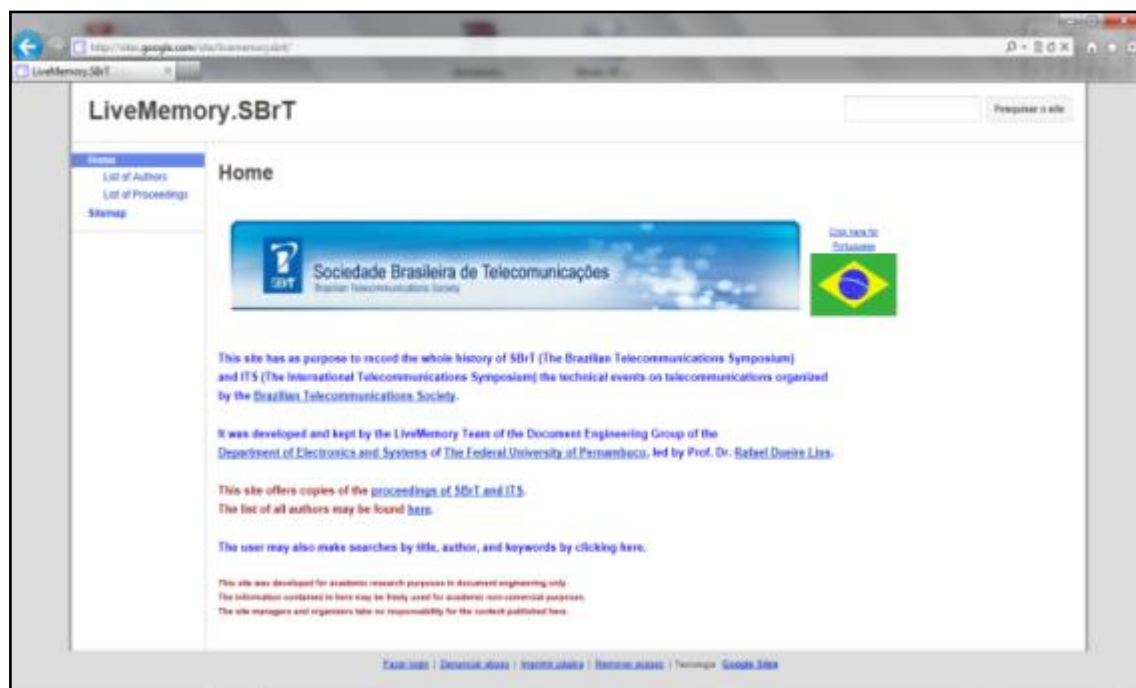 http://sites.google.com/site/livememorysbrt/
LiveMemory.SBrT
LiveMemory.SBrT
Pesquisar o site
Home
List of Authors
List of Proceedings
Sitemap
Home
Click here for
Portuguese
SBrT
Sociedade Brasileira de Telecomunicações
Brazilian Telecommunications Society
This site has as purpose to record the whole history of SBrT (The Brazilian Telecommunications Symposium)
and ITS (The International Telecommunications Symposium) the technical events on telecommunications organized
by the Brazilian Telecommunications Society.
It was developed and kept by the LiveMemory Team of the Document Engineering Group of the
Department of Electronics and Systems of The Federal University of Pernambuco, led by Prof. Dr. Rafael Dueire Lins.
This site offers copies of the proceedings of SBrT and ITS.
The list of all authors may be found here.
The user may also make searches by title, author, and keywords by clicking here.
This site was developed for academic research purposes in document engineering only.
The information contained in here may be freely used for academic non-comercial purposes.
The site managers and organizers take no responsibility for the content published here.
Fazer login | Denunciar abuso | Imprimir página | Remover acesso | Tecnologia Google Sites